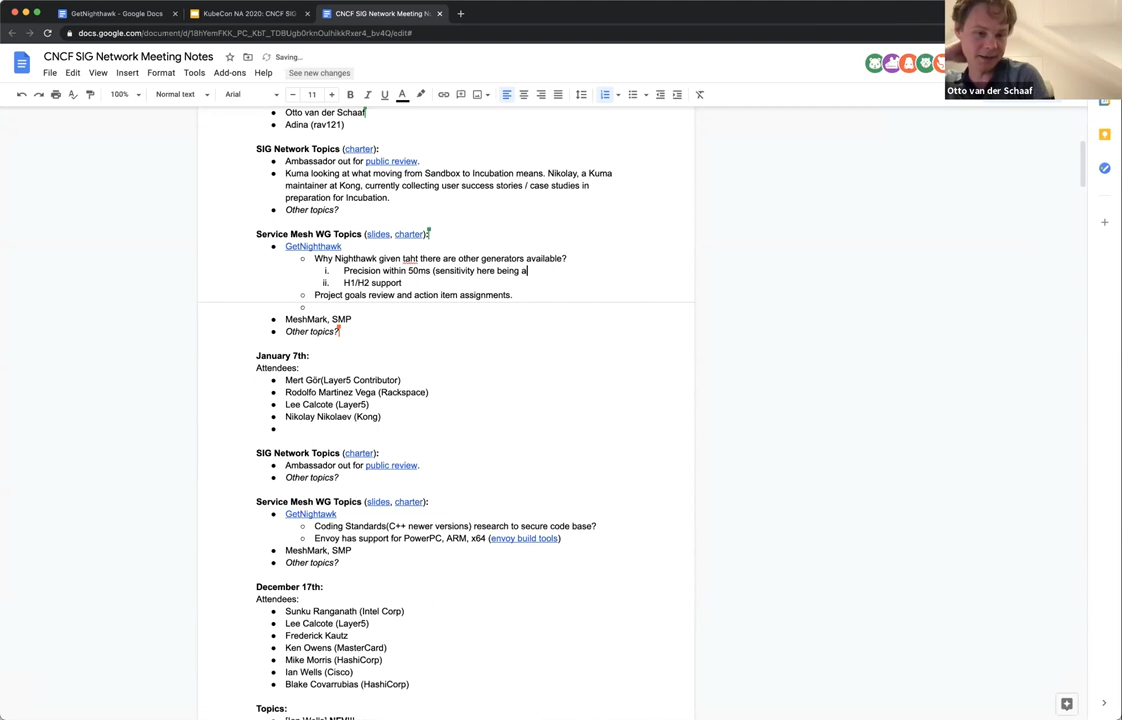 GetNighthawk - Google Docs
KubeCon NA 2020: CNCF SIG
CNCF SIG Network Meeting No
docs.google.com/document/d/18hYemFKK_PC_KbT_TDBUgb0rknOulhikkRxer4_bv4Q/edit#
CNCF SIG Network Meeting Notes
Saving...
File Edit View Insert Format Tools Add-ons Help See new changes
100% Normal text Arial 11
Otto van der Schaaf
Otto van der Schaaf
Adina (rav121)
SIG Network Topics (charter):
Ambassador out for public review.
Kuma looking at what moving from Sandbox to Incubation means. Nikolay, a Kuma
maintainer at Kong, currently collecting user success stories / case studies in
preparation for Incubation.
Other topics?
Service Mesh WG Topics (slides, charter):
GetNighthawk
Why Nighthawk given taht there are other generators available?
i. Precision within 50ms (sensitivity here being a
ii. H1/H2 support
Project goals review and action item assignments.
MeshMark, SMP
Other topics?
January 7th:
Attendees:
Mert Gör(Layer5 Contributor)
Rodolfo Martinez Vega (Rackspace)
Lee Calcote (Layer5)
Nikolay Nikolaev (Kong)
SIG Network Topics (charter):
Ambassador out for public review.
Other topics?
Service Mesh WG Topics (slides, charter):
GetNightawk
Coding Standards(C++ newer versions) research to secure code base?
Envoy has support for PowerPC, ARM, x64 (envoy build tools)
MeshMark, SMP
Other topics?
December 17th:
Attendees:
Sunku Ranganath (Intel Corp)
Lee Calcote (Layer5)
Frederick Kautz
Ken Owens (MasterCard)
Mike Morris (HashiCorp)
Ian Wells (Cisco)
Blake Covarrubias (HashiCorp)
Topics: